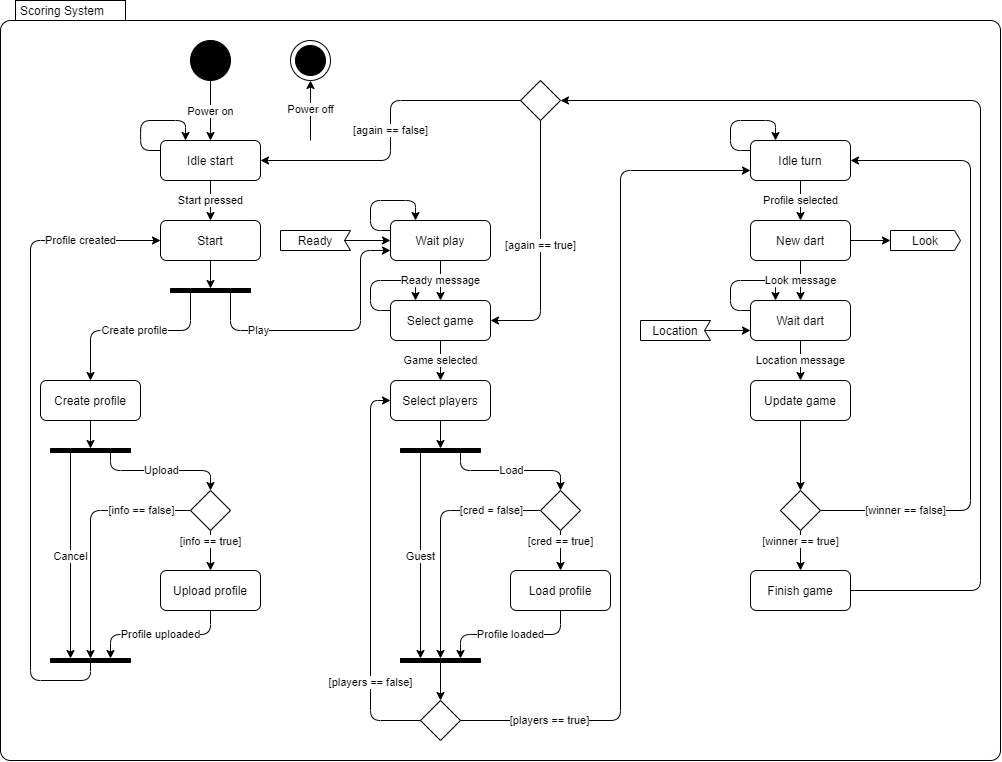 Scoring System
Power on
Power off
[again == false]
Idle start
Idle turn
Start pressed
Profile selected
Profile created
Start
Ready
Wait play
[again == true]
New dart
Look
Ready message
Look message
Select game
Create profile
Play
Location
Wait dart
Game selected
Location message
Create profile
Select players
Update game
Upload
Load
[info == false]
[cred = false]
[winner == false]
[info == true]
[cred == true]
[winner == true]
Cancel
Guest
Upload profile
Load profile
Finish game
Profile uploaded
Profile loaded
[players == false]
[players == true]